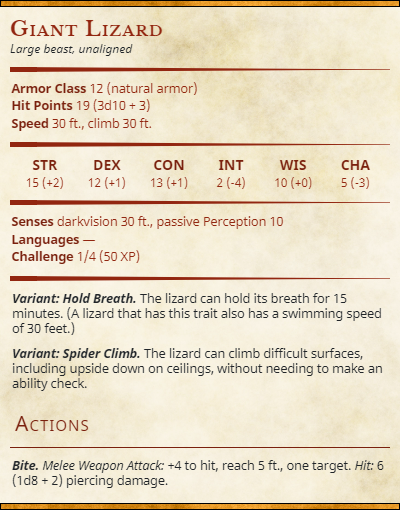 Giant Lizard
Large beast, unaligned
Armor Class 12 (natural armor)
Hit Points 19 (3d10 + 3)
Speed 30 ft., climb 30 ft.
STR DEX CON INT WIS CHA
15 (+2) 12 (+1) 13 (+1) 2 (-4) 10 (+0) 5 (-3)
Senses darkvision 30 ft., passive Perception 10
Languages —
Challenge 1/4 (50 XP)
Variant: Hold Breath. The lizard can hold its breath for 15
minutes. (A lizard that has this trait also has a swimming speed
of 30 feet.)
Variant: Spider Climb. The lizard can climb difficult surfaces,
including upside down on ceilings, without needing to make an
ability check.
Actions
Bite. Melee Weapon Attack: +4 to hit, reach 5 ft., one target. Hit: 6
(1d8 + 2) piercing damage.